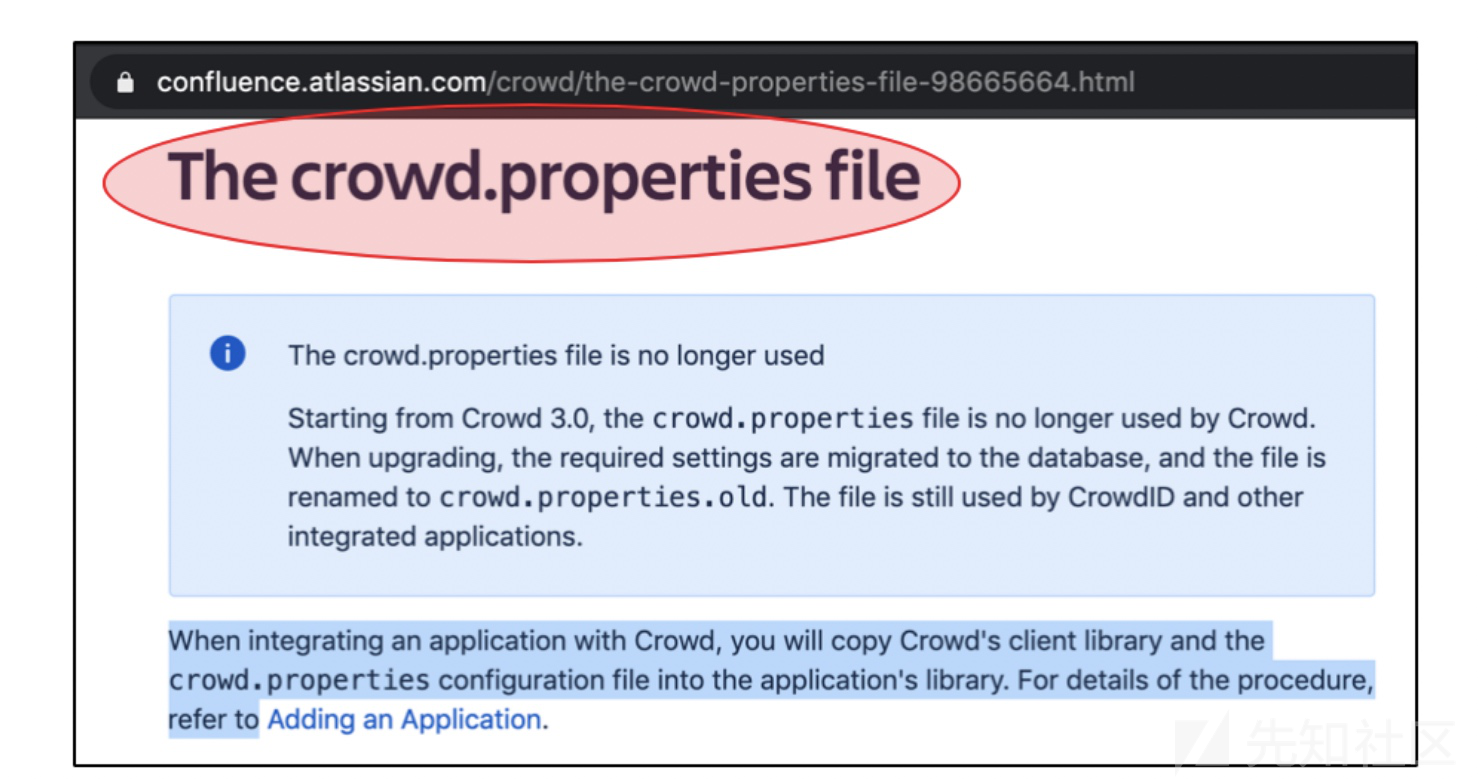 confluence.atlassian.com/crowd/the-crowd-properties-file-98665664.html
The crowd.properties file
The crowd.properties file is no longer used
Starting from Crowd 3.0, the crowd.properties file is no longer used by Crowd.
When upgrading, the required settings are migrated to the database, and the file is
renamed to crowd.properties.old. The file is still used by CrowdID and other
integrated applications.
When integrating an application with Crowd, you will copy Crowd's client library and the
crowd.properties configuration file into the application's library. For details of the procedure,
refer to Adding an Application.
先知社区